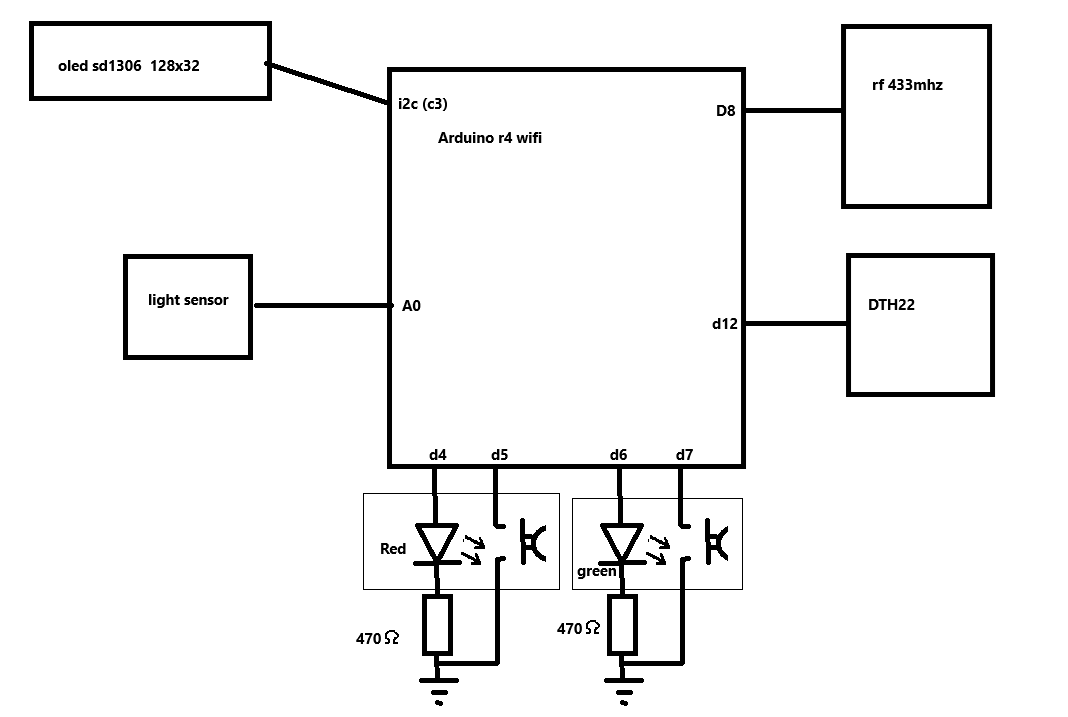 oled sd1306 128x32
rf 433mhz
i2c (c3)
D8
Arduino r4 wifi
light sensor
A0
DTH22
d12
d4
d5
d6
d7
Red
green
470 Ω
470 Ω